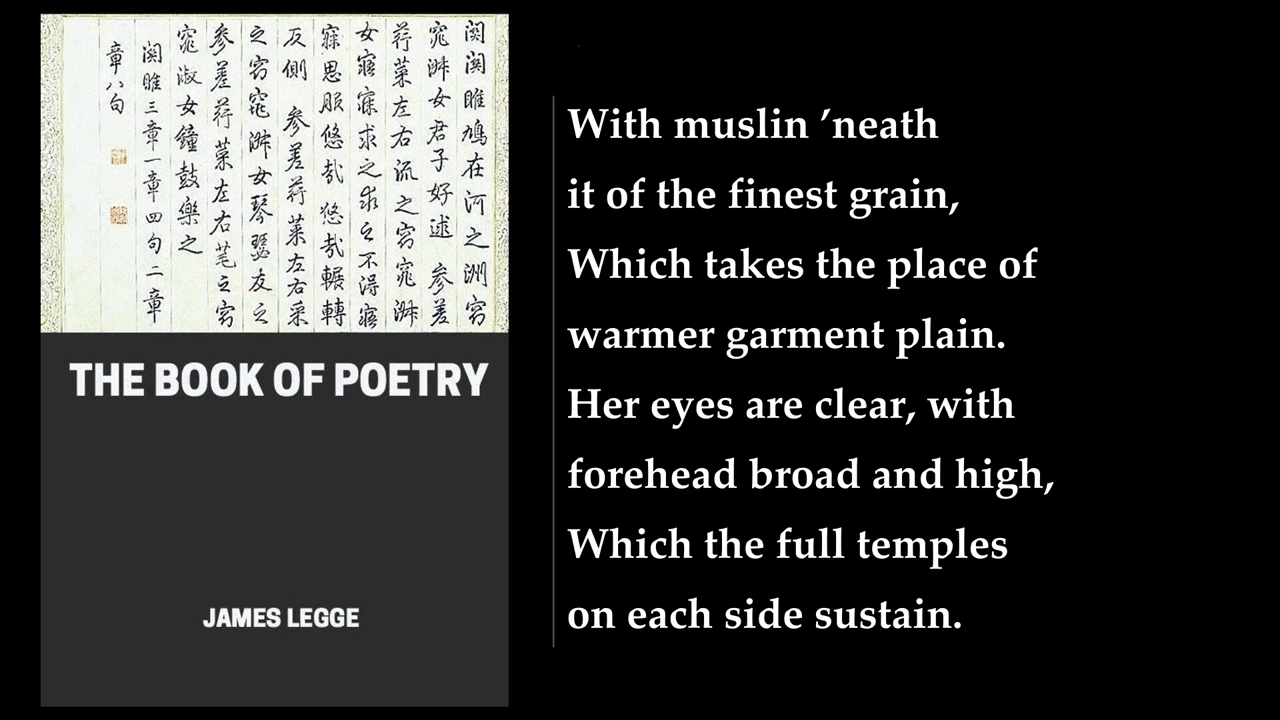 關關雎鳩在河之洲窈
窕淑女君子好逑 參差
荇菜左右流之窈窕淑
女寤寐求之求之不得寤
寐思服悠哉悠哉輾轉
反側 參差荇菜左右采
之窈窕淑女琴瑟友之
參差荇菜左右芼之窈
窕淑女鐘鼓樂之
關雎三章一章四句二章
章八句
THE BOOK OF POETRY
JAMES LEGGE
With muslin ’neath
it of the finest grain,
Which takes the place of
warmer garment plain.
Her eyes are clear, with
forehead broad and high,
Which the full temples
on each side sustain.